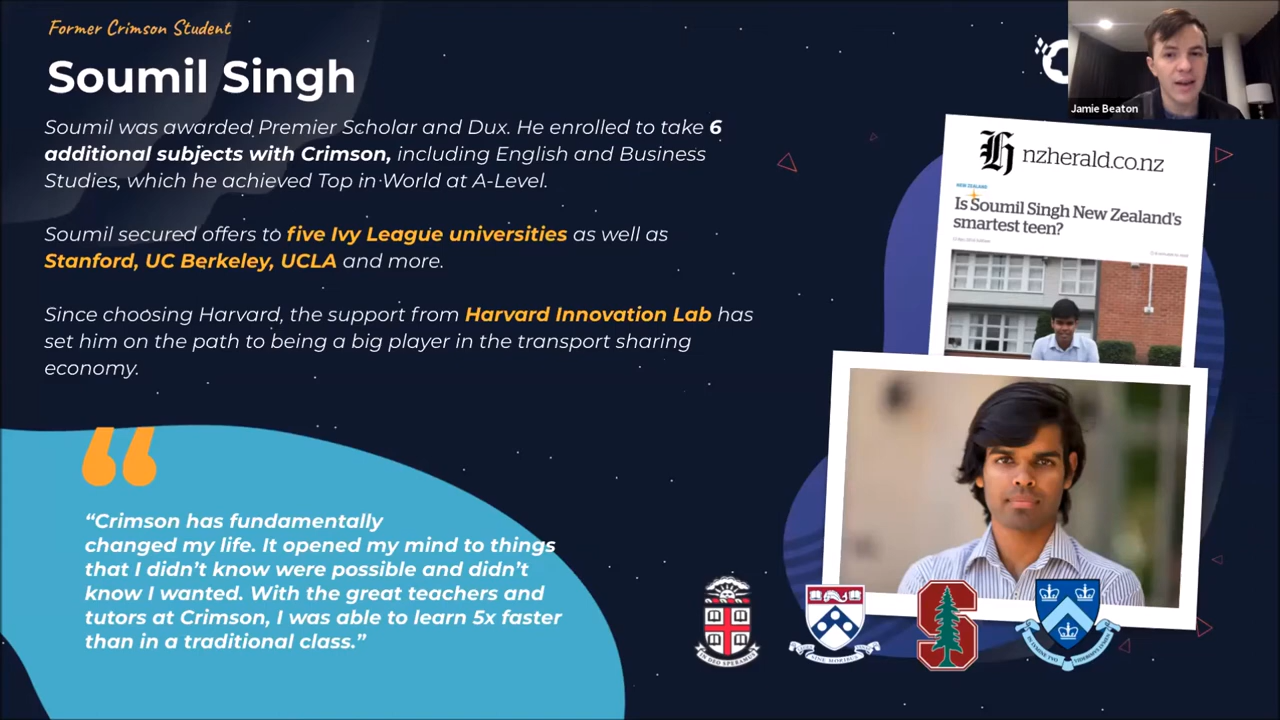 Former Crimson Student
Soumil Singh
Soumil was awarded Premier Scholar and Dux. He enrolled to take 6
additional subjects with Crimson, including English and Business
Studies, which he achieved Top in World at A-Level.
Soumil secured offers to five Ivy League universities as well as
Stanford, UC Berkeley, UCLA and more.
Since choosing Harvard, the support from Harvard Innovation Lab has
set him on the path to being a big player in the transport sharing
economy.
“Crimson has fundamentally
changed my life. It opened my mind to things
that I didn’t know were possible and didn’t
know I wanted. With the great teachers and
tutors at Crimson, I was able to learn 5x faster
than in a traditional class.”
Jamie Beaton
nzherald.co.nz
NEW ZEALAND
Is Soumil Singh New Zealand's
smartest teen?
IN DEO SPERAMUS